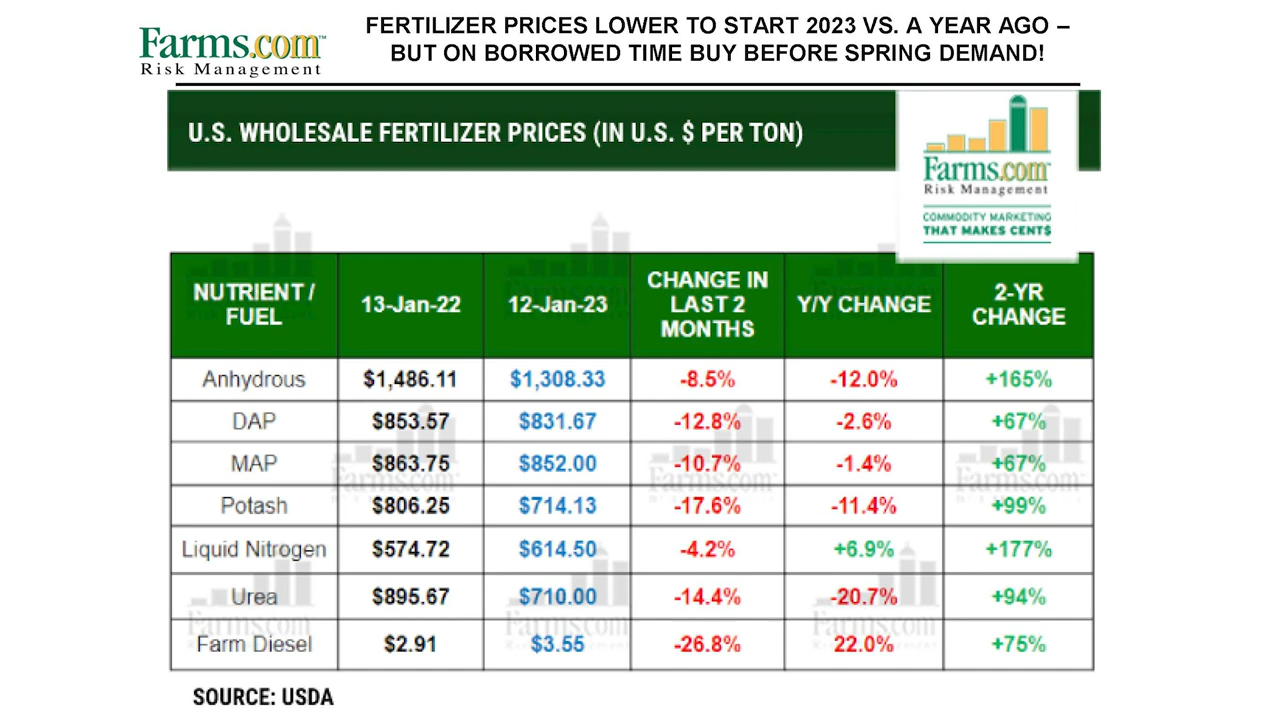 Farms.com™
Risk Management
FERTILIZER PRICES LOWER TO START 2023 VS. A YEAR AGO –
BUT ON BORROWED TIME BUY BEFORE SPRING DEMAND!
U.S. WHOLESALE FERTILIZER PRICES (IN U.S. $ PER TON)
Farms.com™
Risk Management
COMMODITY MARKETING
THAT MAKES CENT$
NUTRIENT / FUEL 13-Jan-22 12-Jan-23 CHANGE IN LAST 2 MONTHS Y/Y CHANGE 2-YR CHANGE
Anhydrous $1,486.11 $1,308.33 -8.5% -12.0% +165%
DAP $853.57 $831.67 -12.8% -2.6% +67%
MAP $863.75 $852.00 -10.7% -1.4% +67%
Potash $806.25 $714.13 -17.6% -11.4% +99%
Liquid Nitrogen $574.72 $614.50 -4.2% +6.9% +177%
Urea $895.67 $710.00 -14.4% -20.7% +94%
Farm Diesel $2.91 $3.55 -26.8% 22.0% +75%
SOURCE: USDA